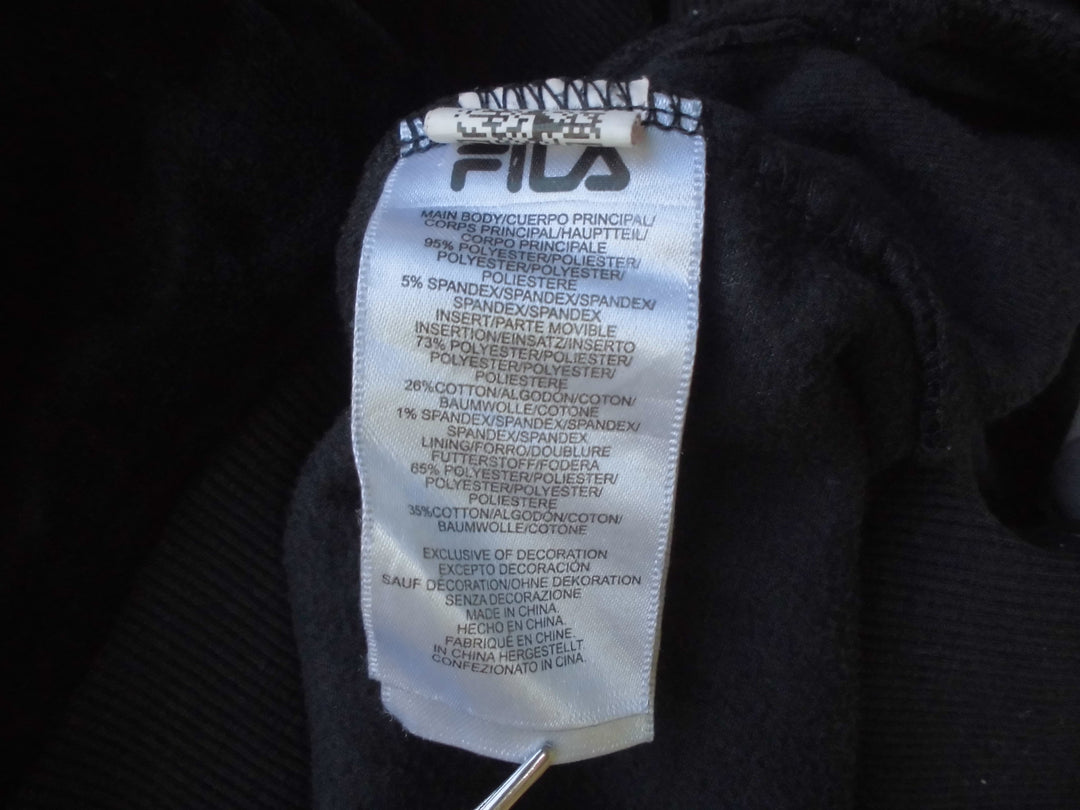 FILA
MAIN BODY/CUERPO PRINCIPAL/
CORPS PRINCIPAL/HAUPTTEIL/
CORPO PRINCIPALE
95% POLYESTER/POLYESTER/
POLYESTER/POLYESTER/
POLIESTERE
5% SPANDEX/SPANDEX/SPANDEX/
SPANDEX/SPANDEX
INSERT/PARTE MOVIBLE
INSERTION/EINSATZ/INSERTO
73% POLYESTER/POLIESTER/
POLYESTER/POLYESTER/
POLIESTERE
26%COTTON/ALGODÓN/COTON/
BAUMWOLLE/COTONE
1% SPANDEX/SPANDEX/SPANDEX/
SPANDEX/SPANDEX
LINING/FORRO/DOUBLURE
FUTTERSTOFF/FODERA
65% POLYESTER/POLIESTER/
POLYESTER/POLYESTER/
POLIESTERE
35%COTTON/ALGODÓN/COTON/
BAUMWOLLE/COTONE
EXCLUSIVE OF DECORATION
EXCEPTO DECORACIÓN
SAUF DÉCORATION/OHNE DEKORATION
SENZA DECORAZIONE
MADE IN CHINA.
HECHO EN CHINA.
FABRIQUÉ EN CHINE.
IN CHINA HERGESTELLT.
CONFEZIONATO IN CINA.